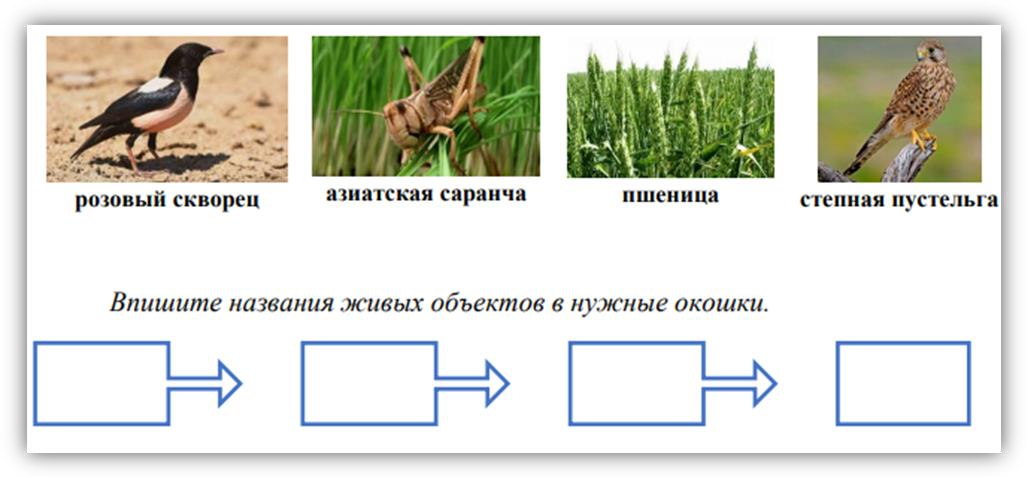 розовый скворец
азиатская саранча
пшеница
степная пустельга
Впишите названия живых объектов в нужные окошки.